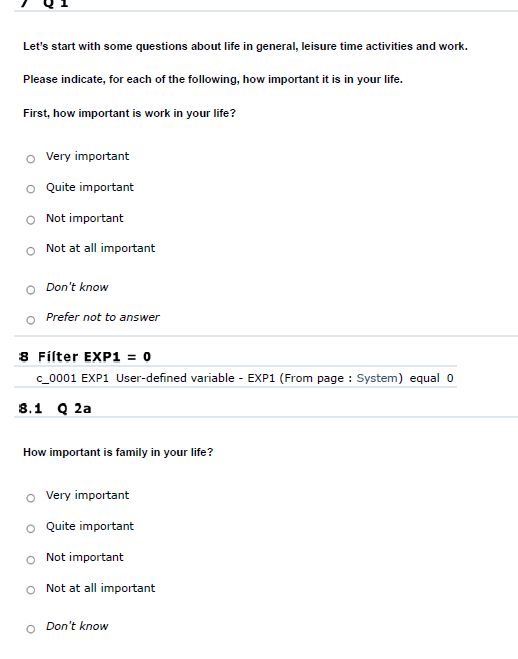 7 Q 1
Let's start with some questions about life in general, leisure time activities and work.
Please indicate, for each of the following, how important it is in your life.
First, how important is work in your life?
Very important
Quite important
Not important
Not at all important
Don't know
Prefer not to answer
8 Filter EXP1 = 0
c_0001 EXP1 User-defined variable - EXP1 (From page : System) equal 0
8.1 Q 2a
How important is family in your life?
Very important
Quite important
Not important
Not at all important
Don't know